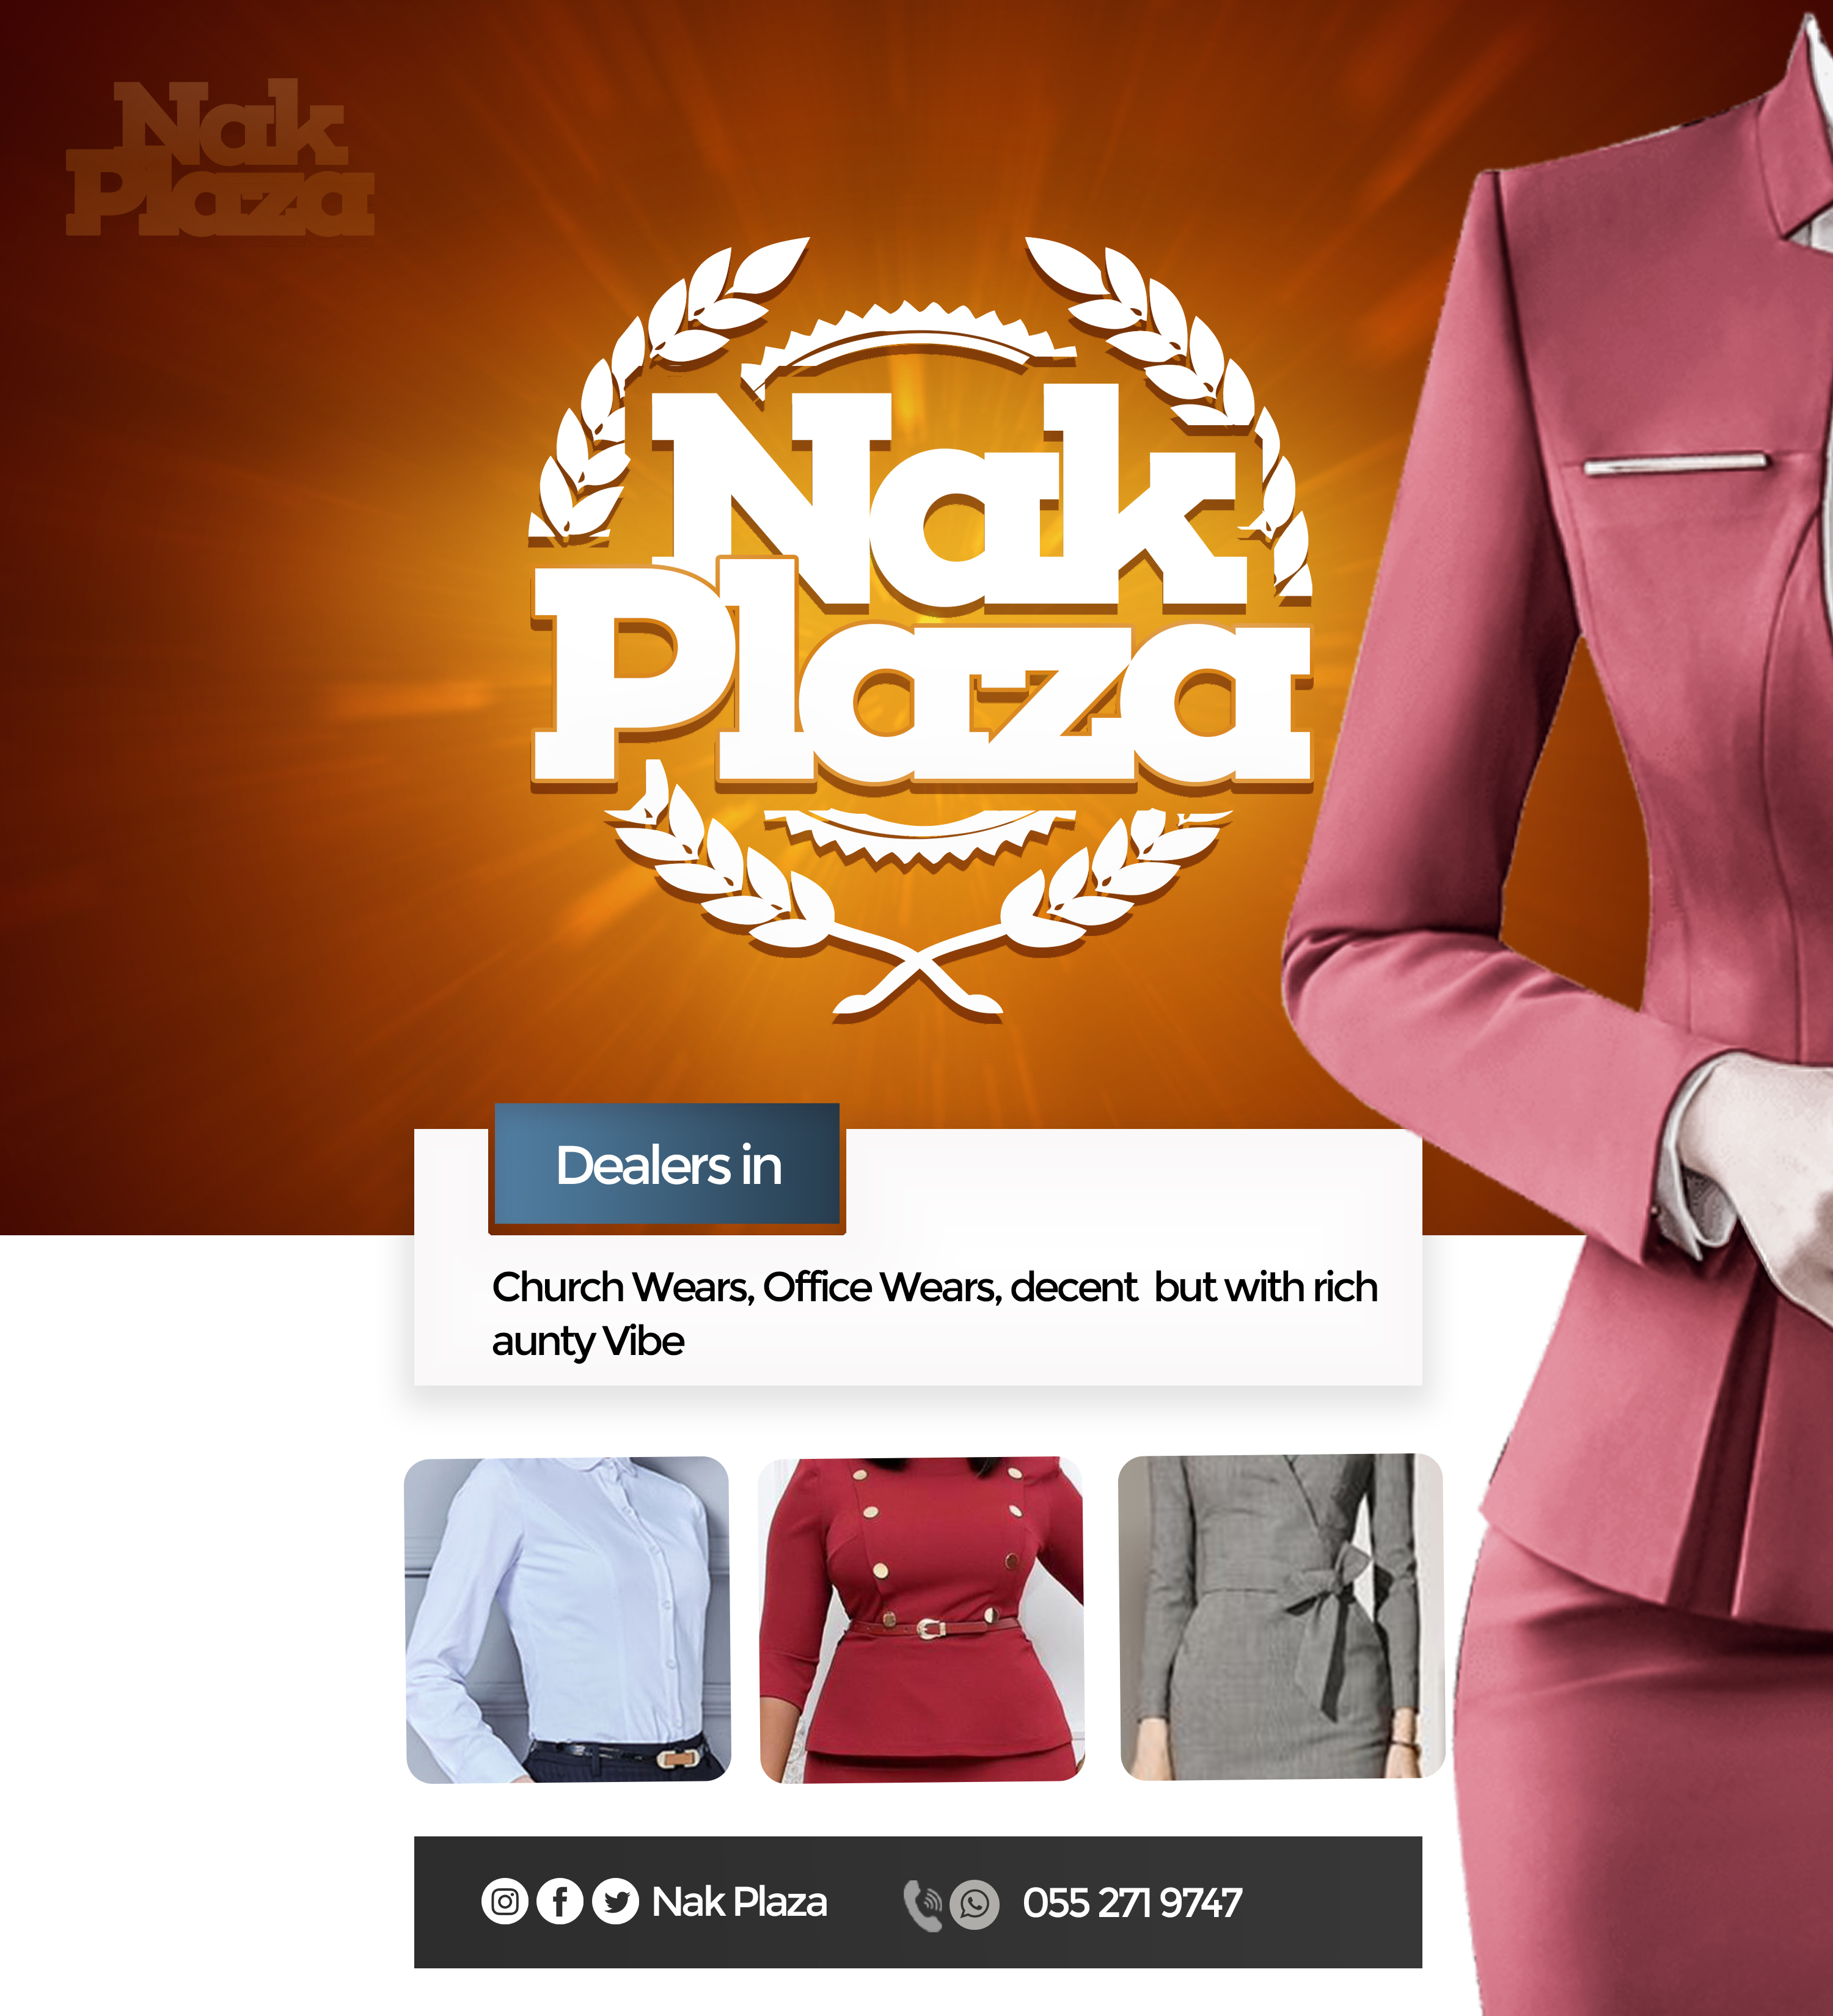 Nak
Plaza
Nak
Plaza
Dealers in
Church Wears, Office Wears, decent  but with rich
aunty Vibe
Nak Plaza
055 271 9747